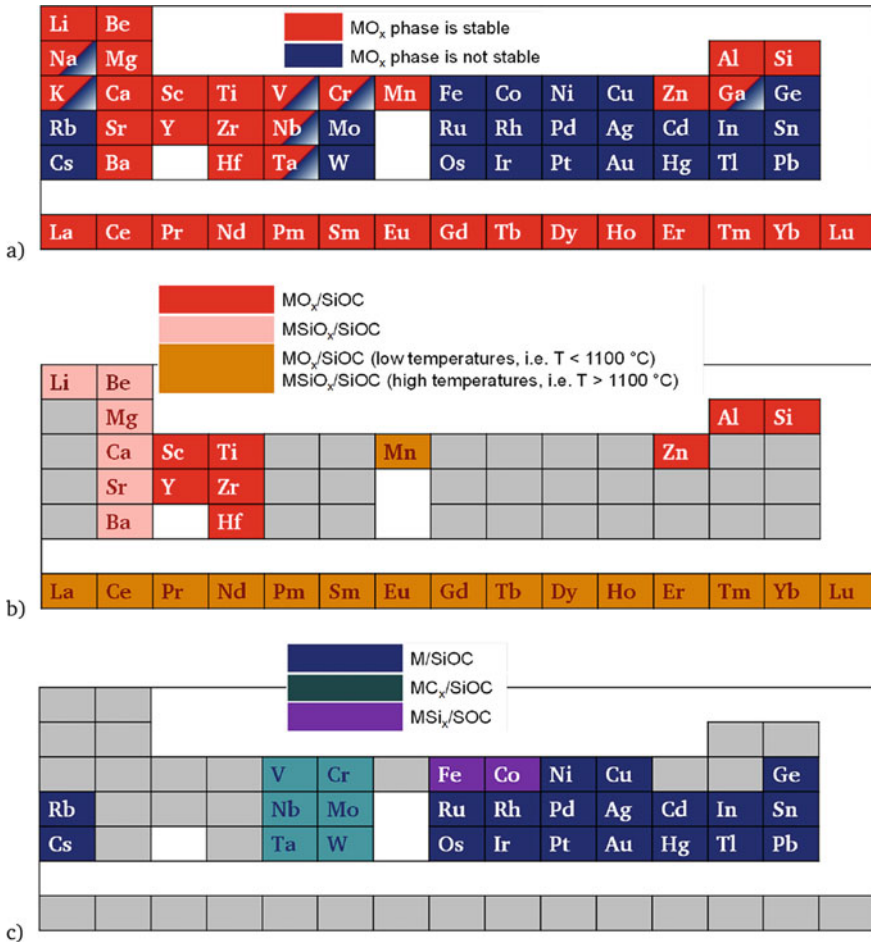 Li Be
MOₓ phase is stable
Na Mg
MOₓ phase is not stable
Al Si
K Ca Sc Ti V Cr Mn Fe Co Ni Cu Zn Ga Ge
Rb Sr Y Zr Nb Mo Ru Rh Pd Ag Cd In Sn
Cs Ba Hf Ta W Os Ir Pt Au Hg Tl Pb
La Ce Pr Nd Pm Sm Eu Gd Tb Dy Ho Er Tm Yb Lu
a)
MOₓ/SiOC
MSiOₓ/SiOC
MOₓ/SiOC (low temperatures, i.e. T < 1100 °C)
MSiOₓ/SiOC (high temperatures, i.e. T > 1100 °C)
Li Be
Mg Al Si
Ca Sc Ti Mn Zn
Sr Y Zr
Ba Hf
La Ce Pr Nd Pm Sm Eu Gd Tb Dy Ho Er Tm Yb Lu
b)
M/SiOC
MCₓ/SiOC
MSiₓ/SOC
V Cr Fe Co Ni Cu Ge
Rb Nb Mo Ru Rh Pd Ag Cd In Sn
Cs Ta W Os Ir Pt Au Hg Tl Pb
c)